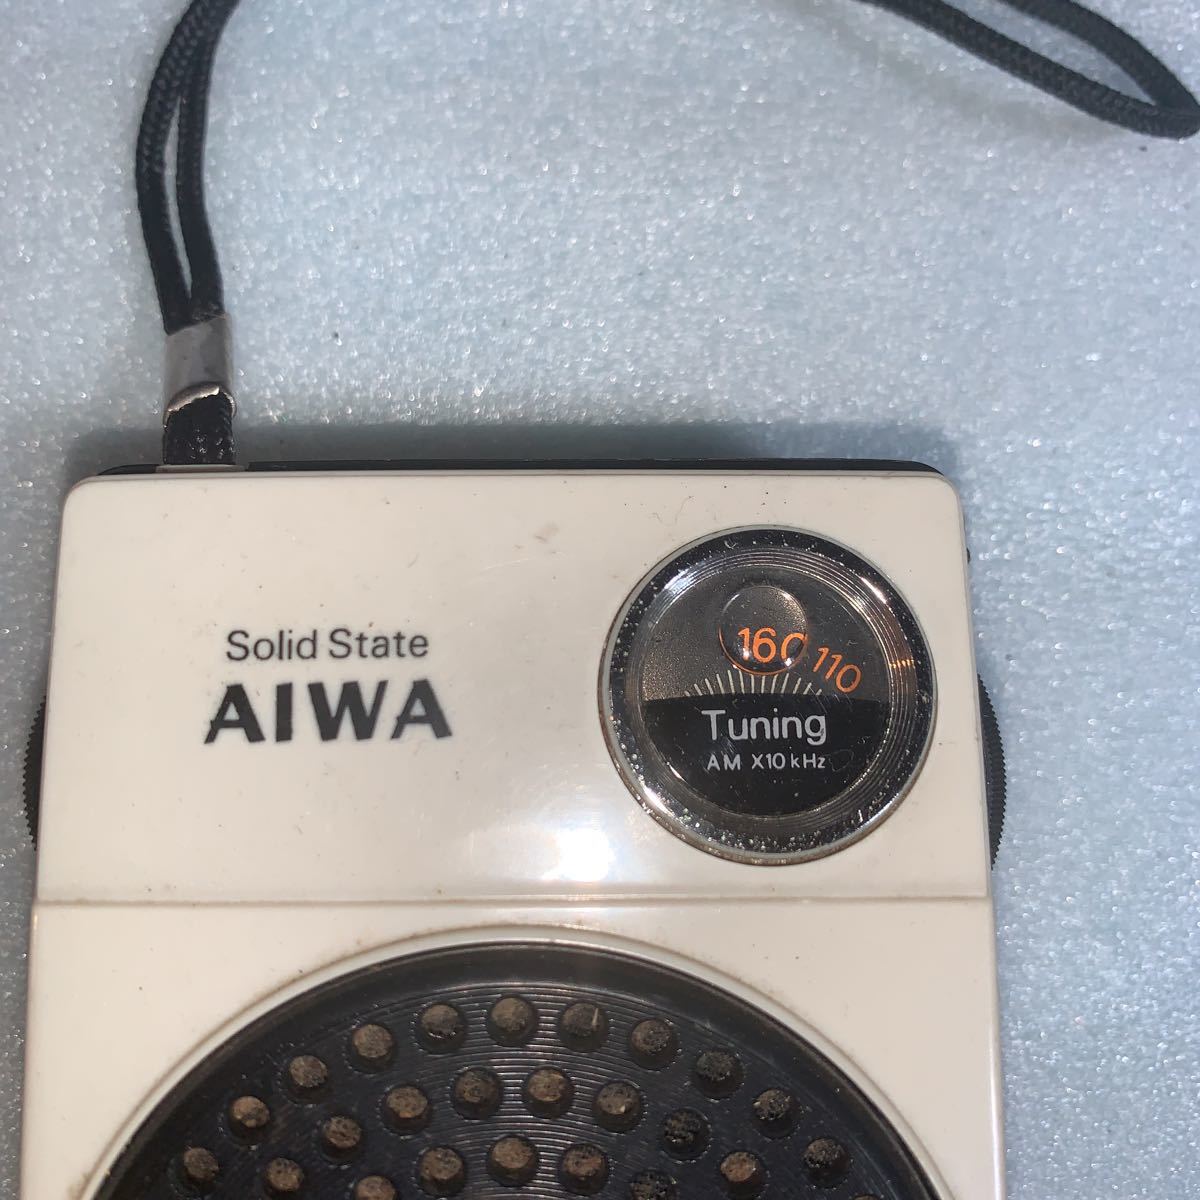 Solid State
AIWA
160 110
Tuning
AM X10 kHz